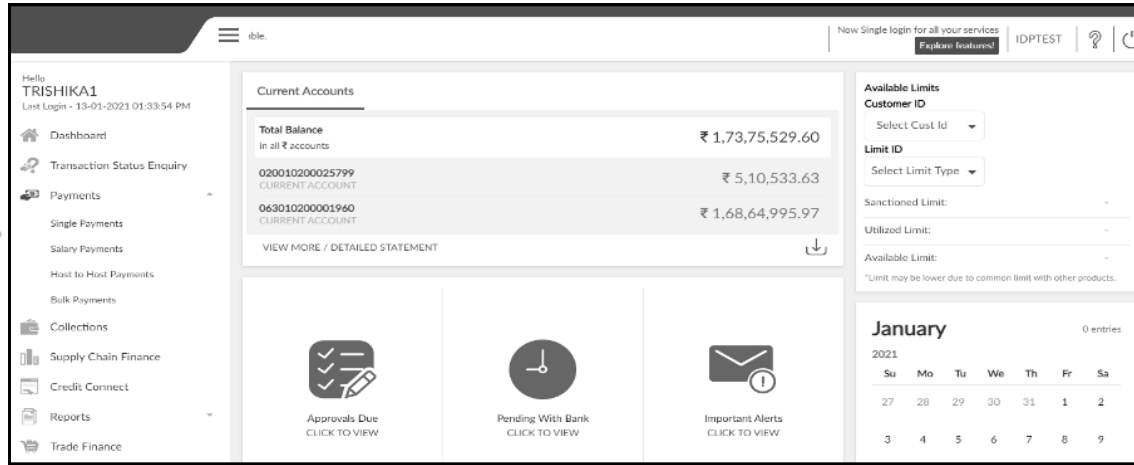 ible.
Now Single login for all your services
Explore features!
IDPTEST
Hello
TRISHIKA1
Last Login - 13-01-2021 01:33:54 PM
Dashboard
Transaction Status Enquiry
Payments
Single Payments
Salary Payments
Host to Host Payments
Bulk Payments
Collections
Supply Chain Finance
Credit Connect
Reports
Trade Finance
Current Accounts
Total Balance
in all ₹ accounts
₹ 1,73,75,529.60
020010200025799
CURRENT ACCOUNT
₹ 5,10,533.63
063010200001960
CURRENT ACCOUNT
₹ 1,68,64,995.97
VIEW MORE / DETAILED STATEMENT
Approvals Due
CLICK TO VIEW
Pending With Bank
CLICK TO VIEW
Important Alerts
CLICK TO VIEW
Available Limits
Customer ID
Select Cust Id
Limit ID
Select Limit Type
Sanctioned Limit: -
Utilized Limit: -
Available Limit: -
*Limit may be lower due to common limit with other products.
January 0 entries
2021
Su Mo Tu We Th Fr Sa
27 28 29 30 31 1 2
3 4 5 6 7 8 9